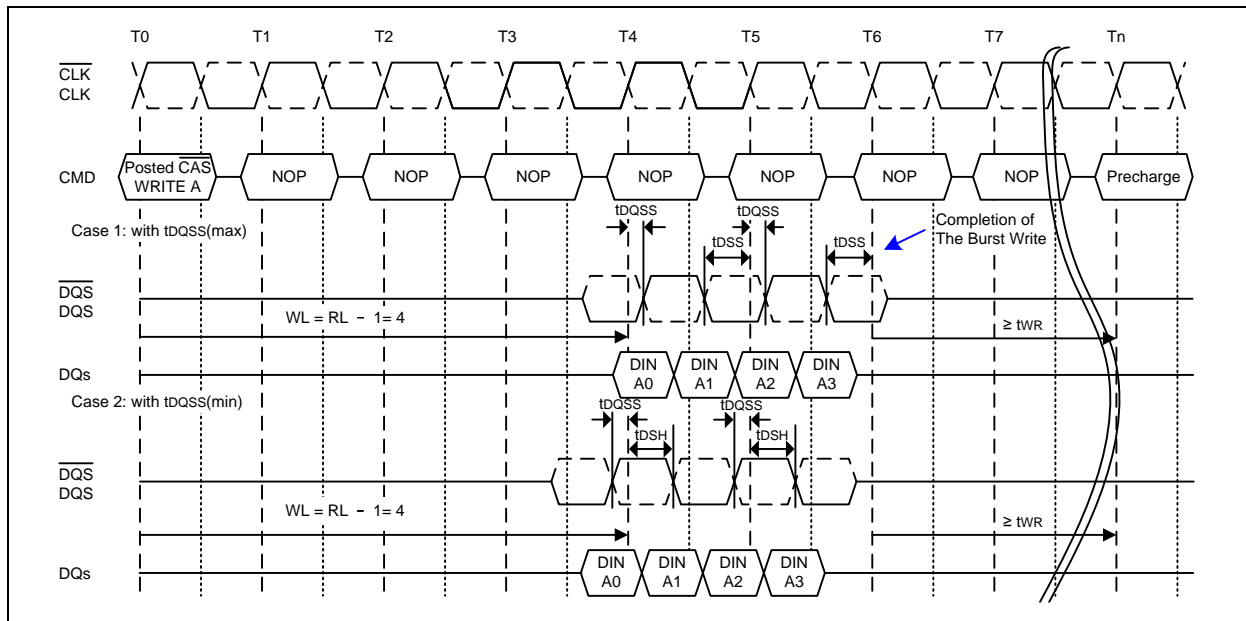 T0 T1 T2 T3 T4 T5 T6 T7 Tn
CLK
CLK
CMD
Posted CAS
WRITE A
NOP NOP NOP NOP NOP NOP NOP Precharge
Case 1: with tDQSS(max)
tDQSS tDQSS
Completion of
The Burst Write
tDSS tDSS
DQS
DQS
WL = RL − 1= 4
≥ tWR
DQs
DIN
A0
DIN
A1
DIN
A2
DIN
A3
Case 2: with tDQSS(min)
tDQSS tDQSS
tDSH tDSH
DQS
DQS
WL = RL − 1= 4
≥ tWR
DQs
DIN
A0
DIN
A1
DIN
A2
DIN
A3